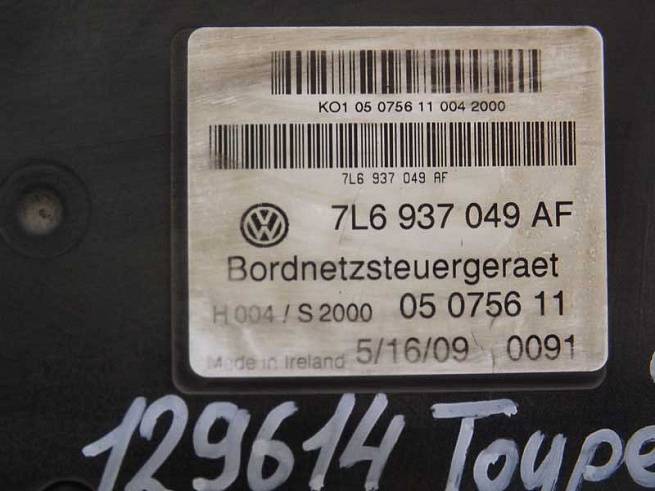 KO1 05 0756 11 004 2000
7L6 937 049 AF
7L6 937 049 AF
Bordnetzsteuergeraet
H 004 / S 2000 05 0756 11
Made in Ireland 5/16/09 0091
129614